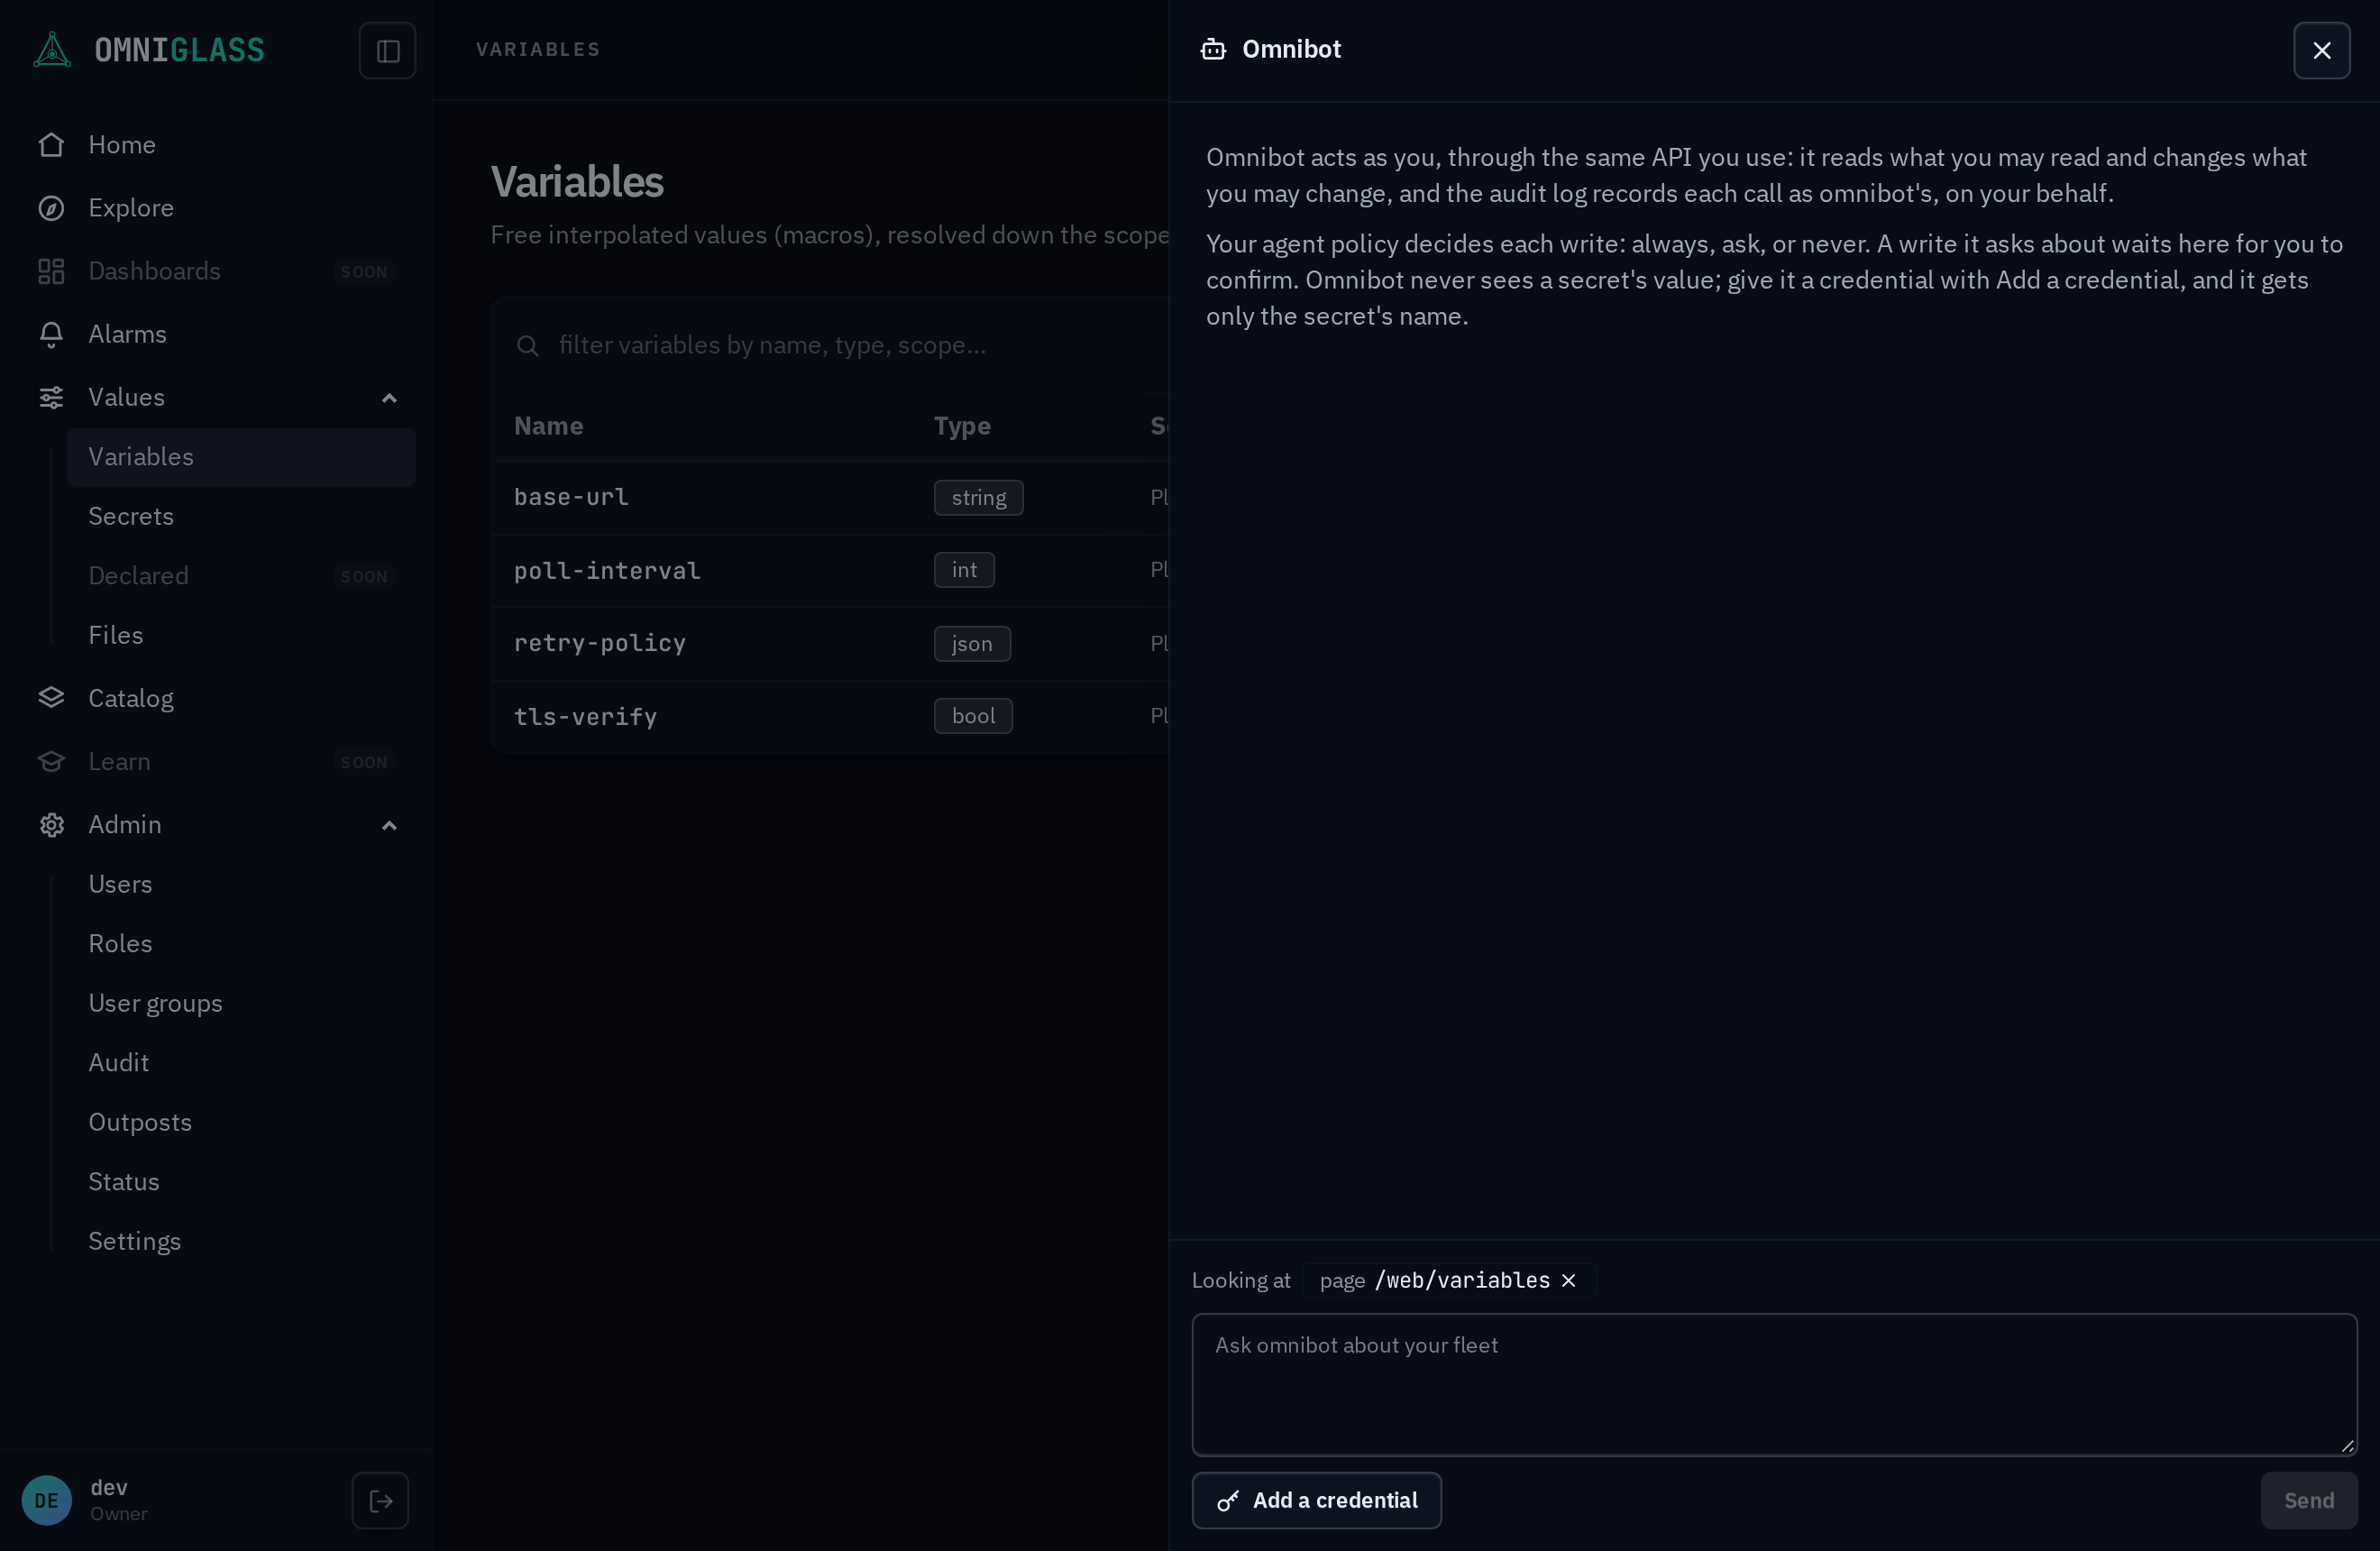 OMNIGLASS
Home
Explore
Dashboards SOON
Alarms
Values
Variables
Secrets
Declared SOON
Files
Catalog
Learn SOON
Admin
Users
Roles
User groups
Audit
Outposts
Status
Settings
DE
dev
Owner
VARIABLES
Variables
Free interpolated values (macros), resolved down the scope
filter variables by name, type, scope...
Name Type
base-url string
poll-interval int
retry-policy json
tls-verify bool
Omnibot
Omnibot acts as you, through the same API you use: it reads what you may read and changes what
you may change, and the audit log records each call as omnibot's, on your behalf.
Your agent policy decides each write: always, ask, or never. A write it asks about waits here for you to
confirm. Omnibot never sees a secret's value; give it a credential with Add a credential, and it gets
only the secret's name.
Looking at page /web/variables
Ask omnibot about your fleet
Add a credential
Send